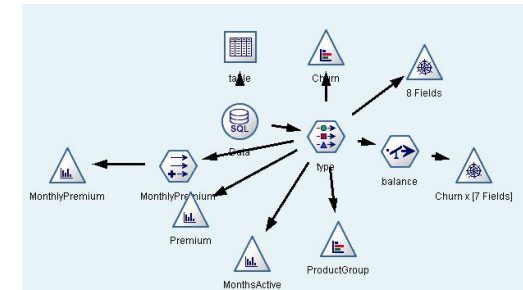 table
Churn
8 Fields
SQL
Data
type
balance
MonthlyPremium
MonthlyPremium
Churn x [7 Fields]
Premium
ProductGroup
MonthsActive